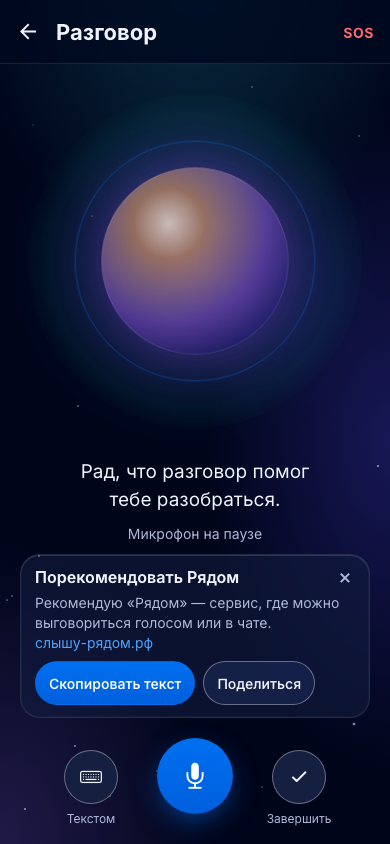 Разговор
SOS
Рад, что разговор помог
тебе разобраться.
Микрофон на паузе
Порекомендовать Рядом
Рекомендую «Рядом» — сервис, где можно
выговориться голосом или в чате.
слышу-рядом.рф
Скопировать текст
Поделиться
Текстом
Завершить